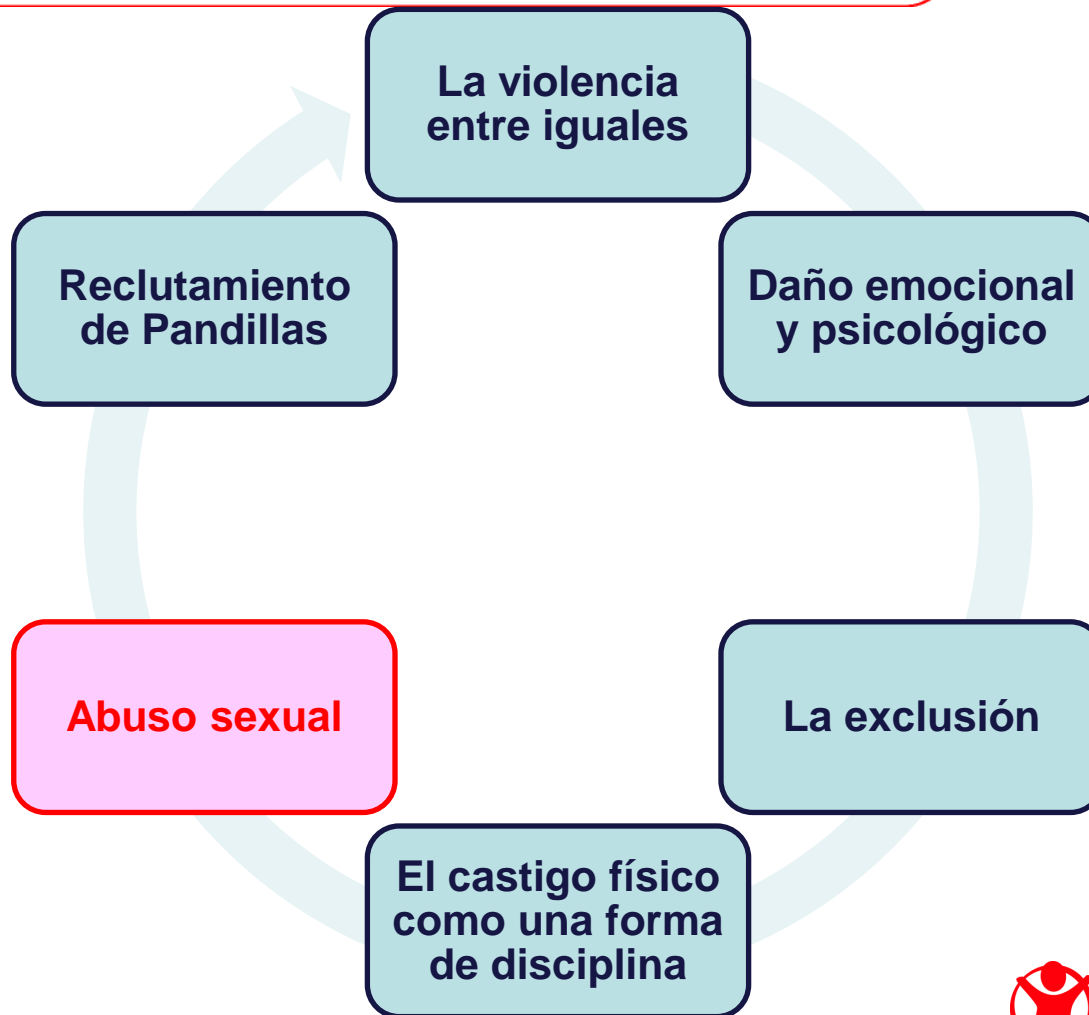 La violencia
entre iguales
Daño emocional
y psicológico
La exclusión
El castigo físico
como una forma
de disciplina
Abuso sexual
Reclutamiento
de Pandillas